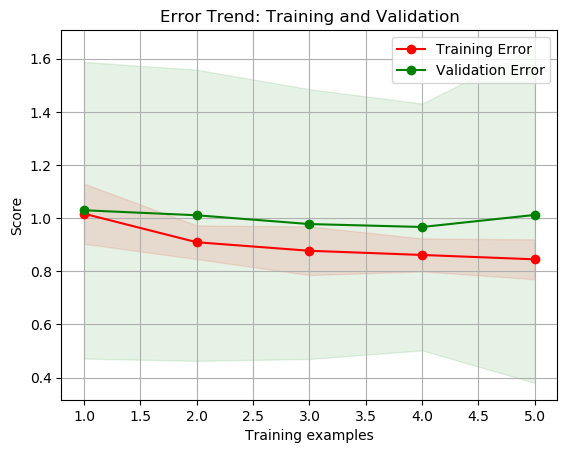 Error Trend: Training and Validation
Training Error
Validation Error
1.6
1.4
1.2
1.0
0.8
0.6
0.4
Score
1.0 1.5 2.0 2.5 3.0 3.5 4.0 4.5 5.0
Training examples